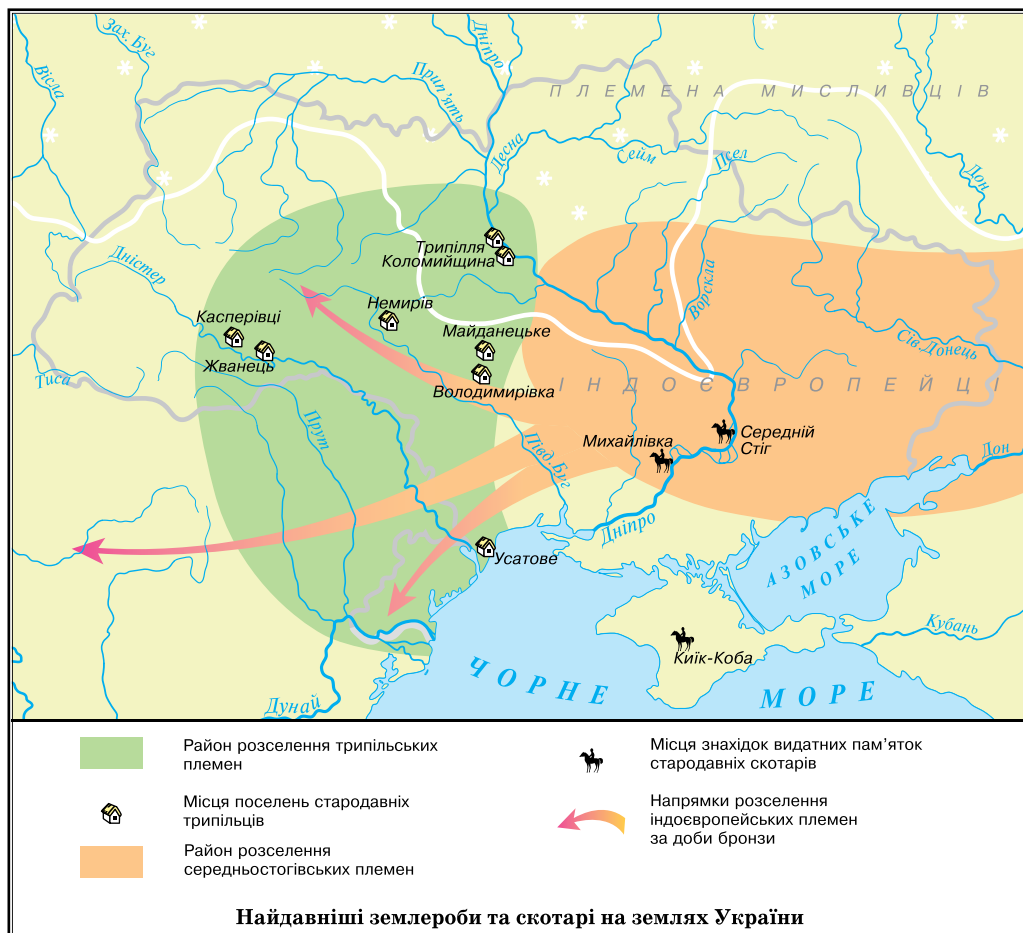 Зах. Буг
Дніпро
Вісла
Прип'ять
ПЛЕМЕНА МИСЛИВЦІВ
Десна
Сейм
Псел
Дон
Трипілля
Коломийщина
Дністер
Ворскла
Немирів
Касперівці
Майданецьке
Сів. Донець
Жванець
Тиса
Володимирівка
ІНДОЄВРОПЕЙЦІ
Прут
Півд. Буг
Михайлівка
Середній
Стіг
Дон
Дніпро
Усатове
АЗОВСЬКЕ
МОРЕ
Кубань
Киїк-Коба
ЧОРНЕ МОРЕ
Дунай
Район розселення трипільських
племен
Місця поселень стародавніх
трипільців
Район розселення
середньостогівських племен
Місця знахідок видатних пам’яток
стародавніх скотарів
Напрямки розселення
індоєвропейських племен
за доби бронзи
Найдавніші землероби та скотарі на землях України